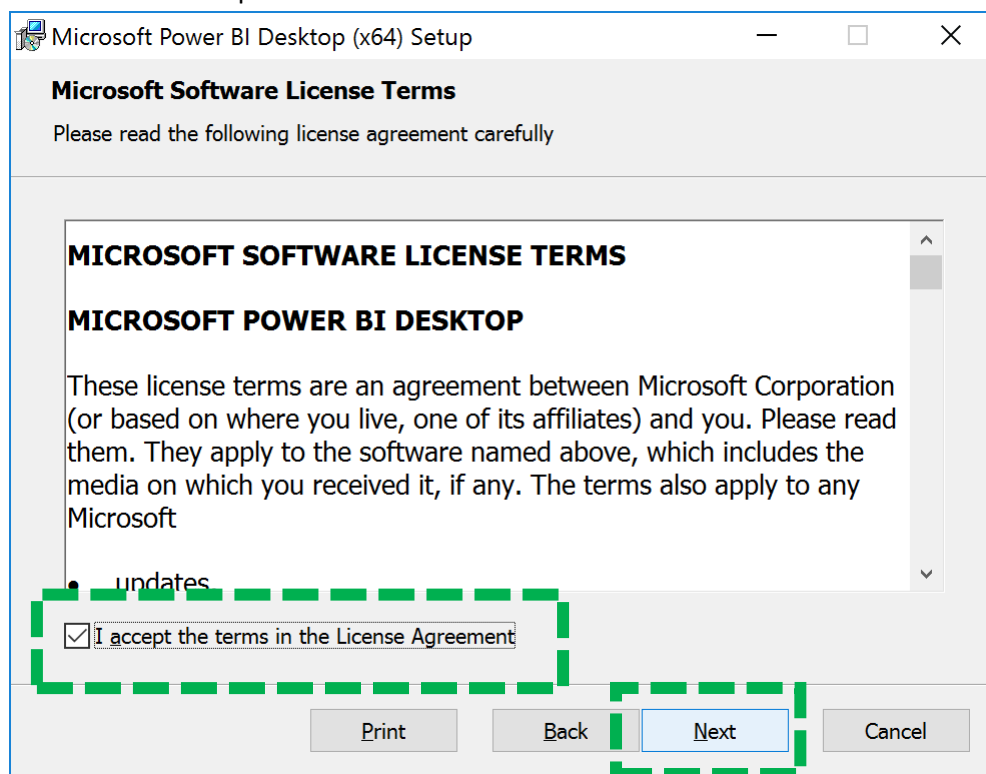 Microsoft Power BI Desktop (x64) Setup
Microsoft Software License Terms
Please read the following license agreement carefully
MICROSOFT SOFTWARE LICENSE TERMS
MICROSOFT POWER BI DESKTOP
These license terms are an agreement between Microsoft Corporation
(or based on where you live, one of its affiliates) and you. Please read
them. They apply to the software named above, which includes the
media on which you received it, if any. The terms also apply to any
Microsoft
• updates
I accept the terms in the License Agreement
Print Back Next Cancel